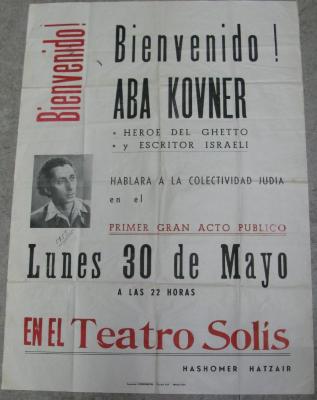 Bienvenido!
Bienvenido!
ABA KOVNER
• HEROE DEL GHETTO
• y ESCRITOR ISRAELI
HABLARA A LA COLECTIVIDAD JUDIA
en el
PRIMER GRAN ACTO PUBLICO
Lunes 30 de Mayo
A LAS 22 HORAS
EN EL Teatro Solís
HASHOMER HATZAIR